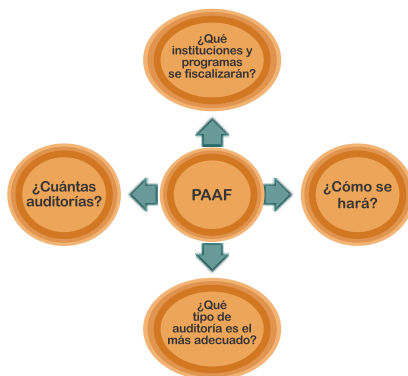 ¿Qué
instituciones y
programas
se fiscalizarán?
¿Cuántas
auditorías?
PAAF
¿Cómo se
hará?
¿Qué
tipo de
auditoría es el
más adecuado?